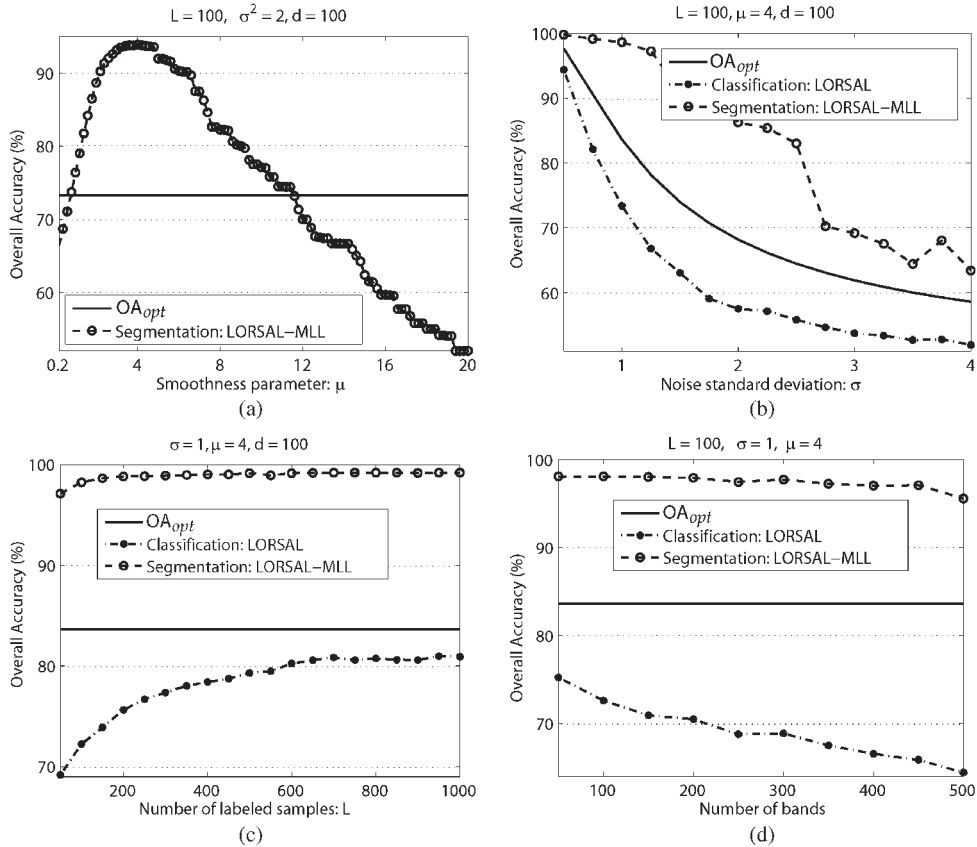 L = 100, σ² = 2, d = 100
Overall Accuracy (%)
90
80
70
60
OAopt
Segmentation: LORSAL−MLL
0.2 4 8 12 16 20
Smoothness parameter: μ
(a)
L = 100, μ = 4, d = 100
Overall Accuracy (%)
100
90
80
70
60
OAopt
Classification: LORSAL
Segmentation: LORSAL−MLL
1 2 3 4
Noise standard deviation: σ
(b)
σ = 1, μ = 4, d = 100
Overall Accuracy (%)
100
90
80
70
OAopt
Classification: LORSAL
Segmentation: LORSAL−MLL
200 400 600 800 1000
Number of labeled samples: L
(c)
L = 100, σ = 1, μ = 4
Overall Accuracy (%)
100
90
80
70
OAopt
Classification: LORSAL
Segmentation: LORSAL−MLL
100 200 300 400 500
Number of bands
(d)